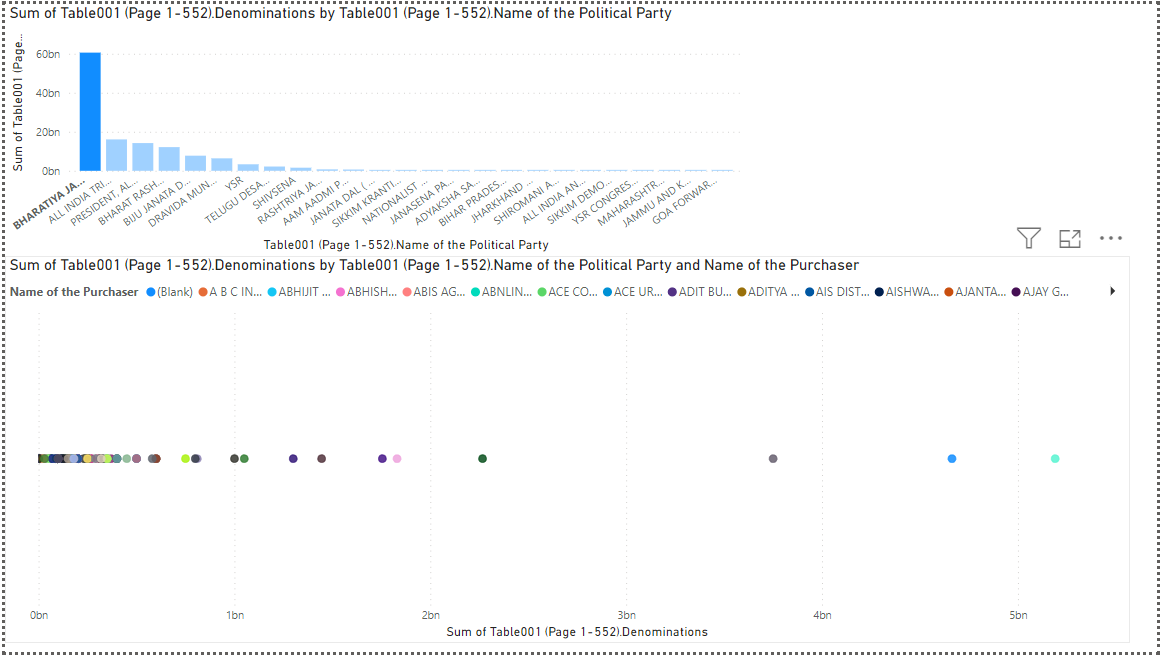 Sum of Table001 (Page 1-552).Denominations by Table001 (Page 1-552).Name of the Political Party
Sum of Table001 (Page...
60bn
40bn
20bn
0bn
BHARATIYA JA...
ALL INDIA TRI...
PRESIDENT, AL...
BHARAT RASH...
BIJU JANATA D...
DRAVIDA MUN...
YSR
TELUGU DESA...
SHIVSENA
RASHTRIYA JA...
AAM AADMI P...
JANATA DAL ( ...
SIKKIM KRANTI...
NATIONALIST ...
JANASENA PA...
ADYAKSHA SA...
BIHAR PRADES...
JHARKHAND ...
SHIROMANI A...
ALL INDIA AN...
SIKKIM DEMO...
YSR CONGRES...
MAHARASHTR...
JAMMU AND K...
GOA FORWAR...
Table001 (Page 1-552).Name of the Political Party
Sum of Table001 (Page 1-552).Denominations by Table001 (Page 1-552).Name of the Political Party and Name of the Purchaser
Name of the Purchaser (Blank) A B C IN... ABHIJIT ... ABHISH... ABIS AG... ABNLIN... ACE CO... ACE UR... ADIT BU... ADITYA ... AIS DIST... AISHWA... AJANTA... AJAY G...
0bn 1bn 2bn 3bn 4bn 5bn
Sum of Table001 (Page 1-552).Denominations